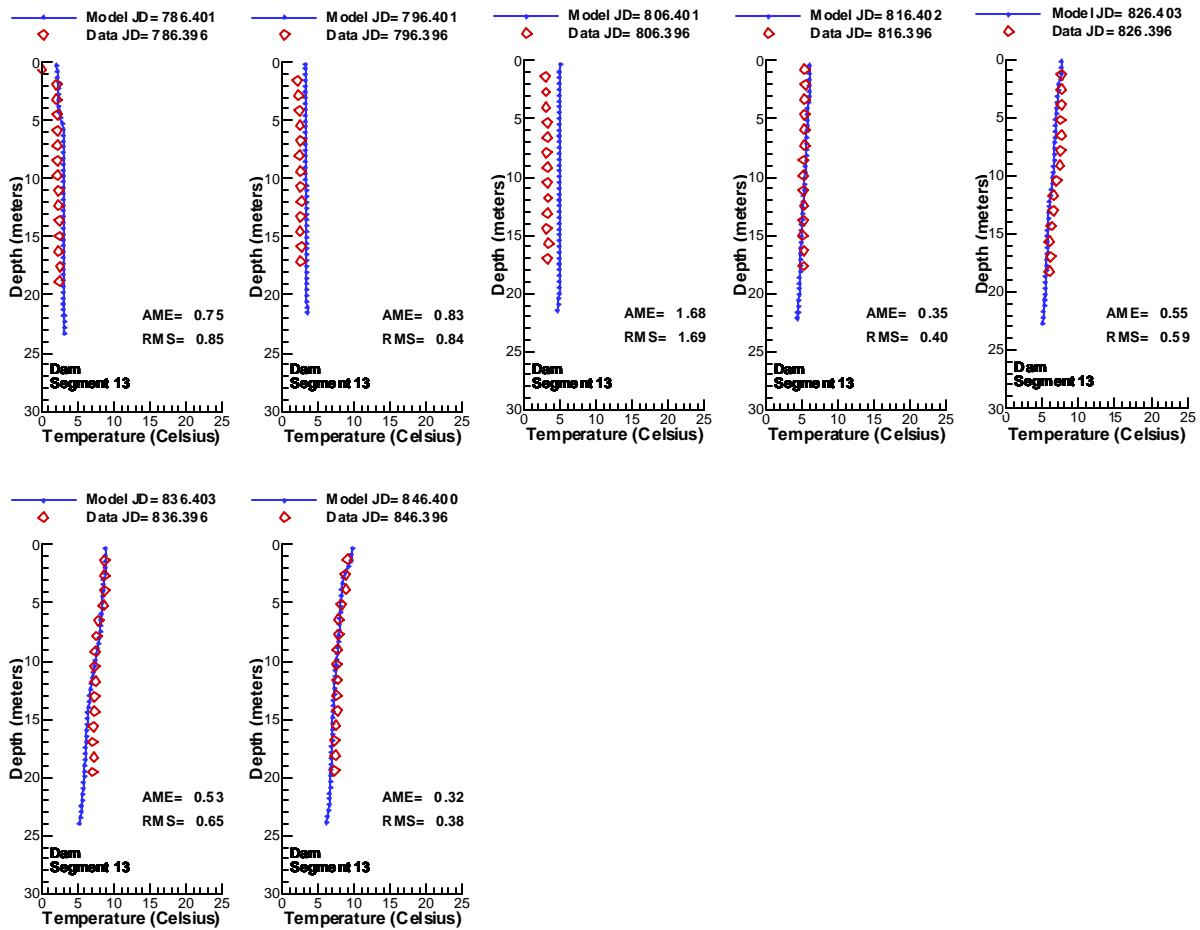 Model JD= 786.401
Data JD= 786.396
0
5
10
15
20
25
30
Depth (meters)
AME= 0.75
RMS= 0.85
Dam
Segment 13
0 5 10 15 20 25
Temperature (Celsius)
Model JD= 796.401
Data JD= 796.396
0
5
10
15
20
25
30
Depth (meters)
AME= 0.83
RMS= 0.84
Dam
Segment 13
0 5 10 15 20 25
Temperature (Celsius)
Model JD= 806.401
Data JD= 806.396
0
5
10
15
20
25
30
Depth (meters)
AME= 1.68
RMS= 1.69
Dam
Segment 13
0 5 10 15 20 25
Temperature (Celsius)
Model JD= 816.402
Data JD= 816.396
0
5
10
15
20
25
30
Depth (meters)
AME= 0.35
RMS= 0.40
Dam
Segment 13
0 5 10 15 20 25
Temperature (Celsius)
Model JD= 826.403
Data JD= 826.396
0
5
10
15
20
25
30
Depth (meters)
AME= 0.55
RMS= 0.59
Dam
Segment 13
0 5 10 15 20 25
Temperature (Celsius)
Model JD= 836.403
Data JD= 836.396
0
5
10
15
20
25
30
Depth (meters)
AME= 0.53
RMS= 0.65
Dam
Segment 13
0 5 10 15 20 25
Temperature (Celsius)
Model JD= 846.400
Data JD= 846.396
0
5
10
15
20
25
30
Depth (meters)
AME= 0.32
RMS= 0.38
Dam
Segment 13
0 5 10 15 20 25
Temperature (Celsius)